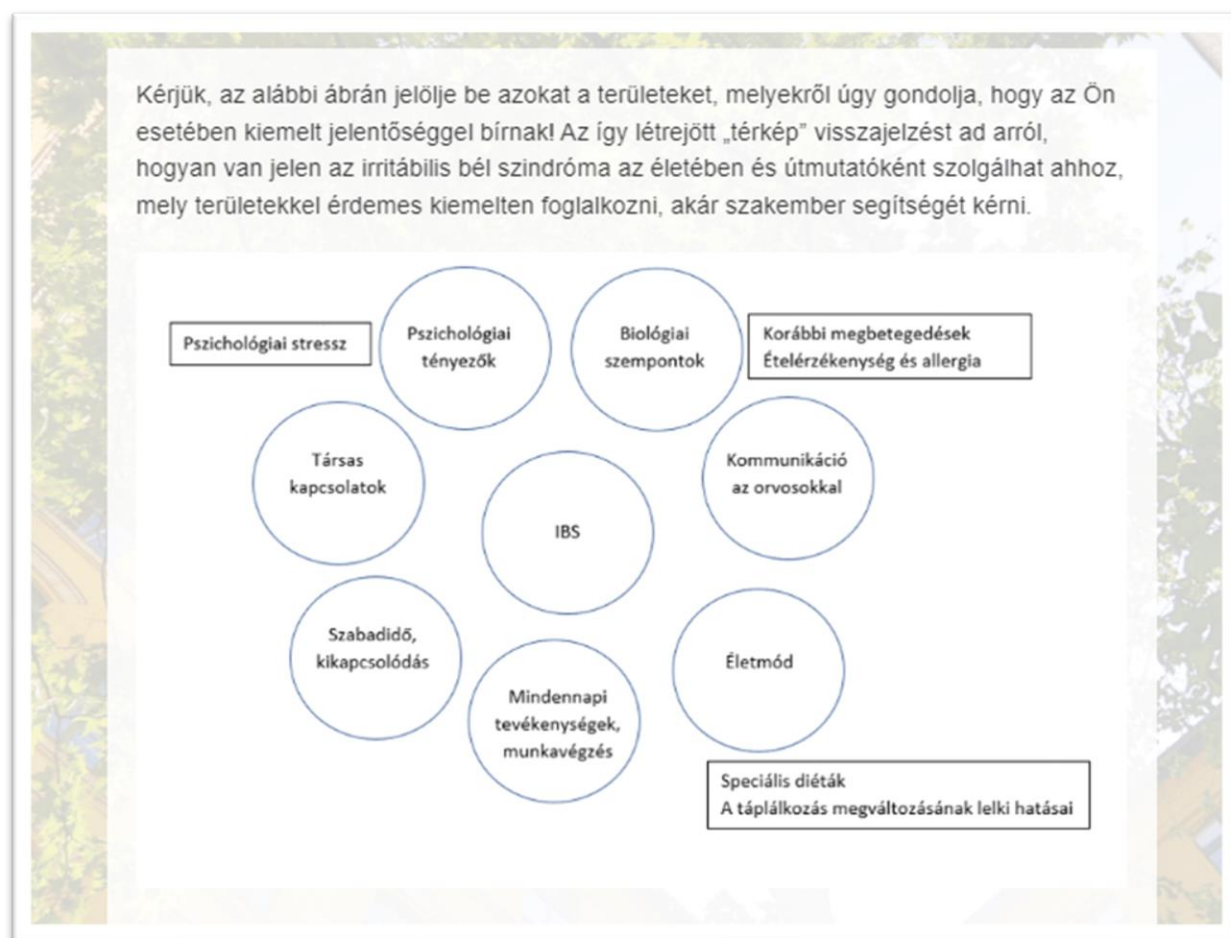 Kérjük, az alábbi ábrán jelölje be azokat a területeket, melyekről úgy gondolja, hogy az Ön
esetében kiemelt jelentőséggel bírnak! Az így létrejött „térkép” visszajelzést ad arról,
hogyan van jelen az irritábilis bél szindróma az életében és útmutatóként szolgálhat ahhoz,
mely területekkel érdemes kiemelten foglalkozni, akár szakember segítségét kérni.
Pszichológiai stressz
Pszichológiai
tényezők
Biológiai
szempontok
Korábbi megbetegedések
Ételérzékenység és allergia
Társas
kapcsolatok
Kommunikáció
az orvosokkal
IBS
Szabadidő,
kikapcsolódás
Életmód
Mindennapi
tevékenységek,
munkavégzés
Speciális diéták
A táplálkozás megváltozásának lelki hatásai